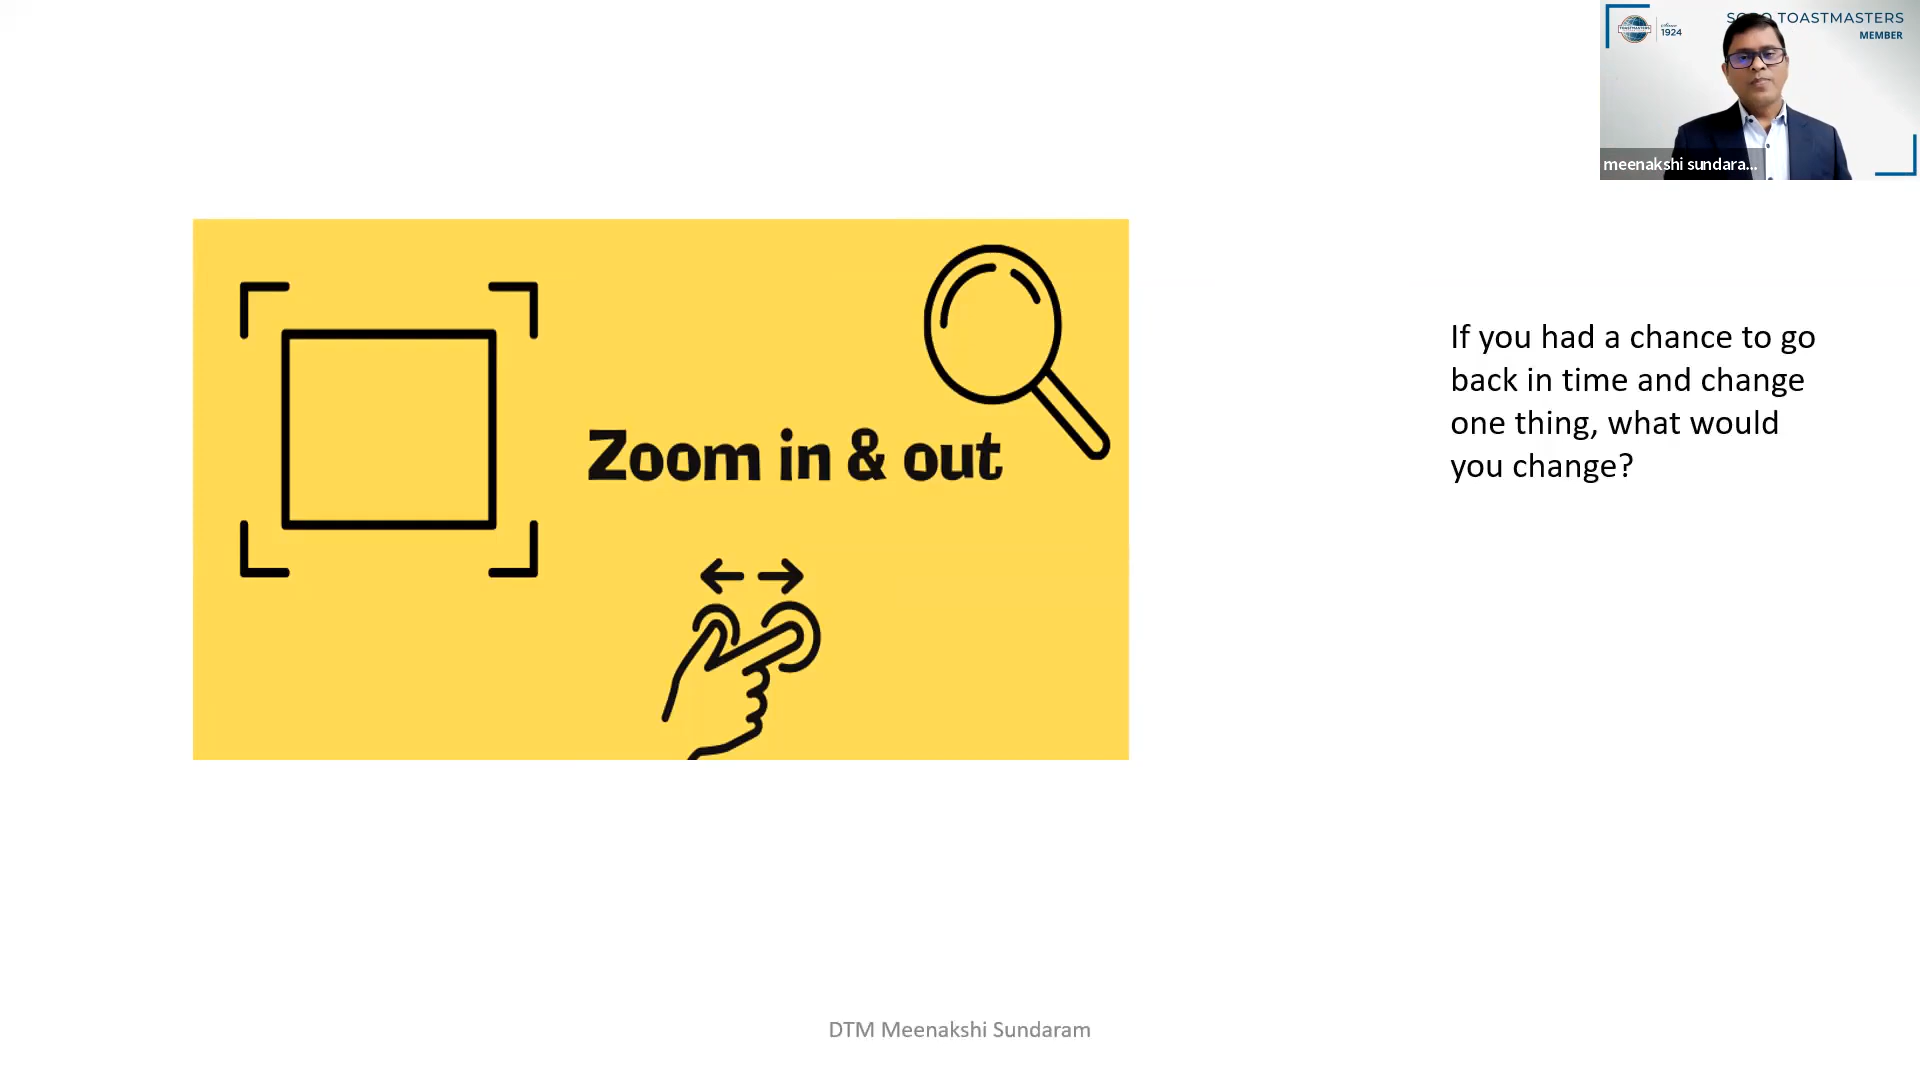 TOASTMASTERS
Since
1924
MEMBER
meenakshi sundara...
Zoom in & out
If you had a chance to go
back in time and change
one thing, what would
you change?
DTM Meenakshi Sundaram